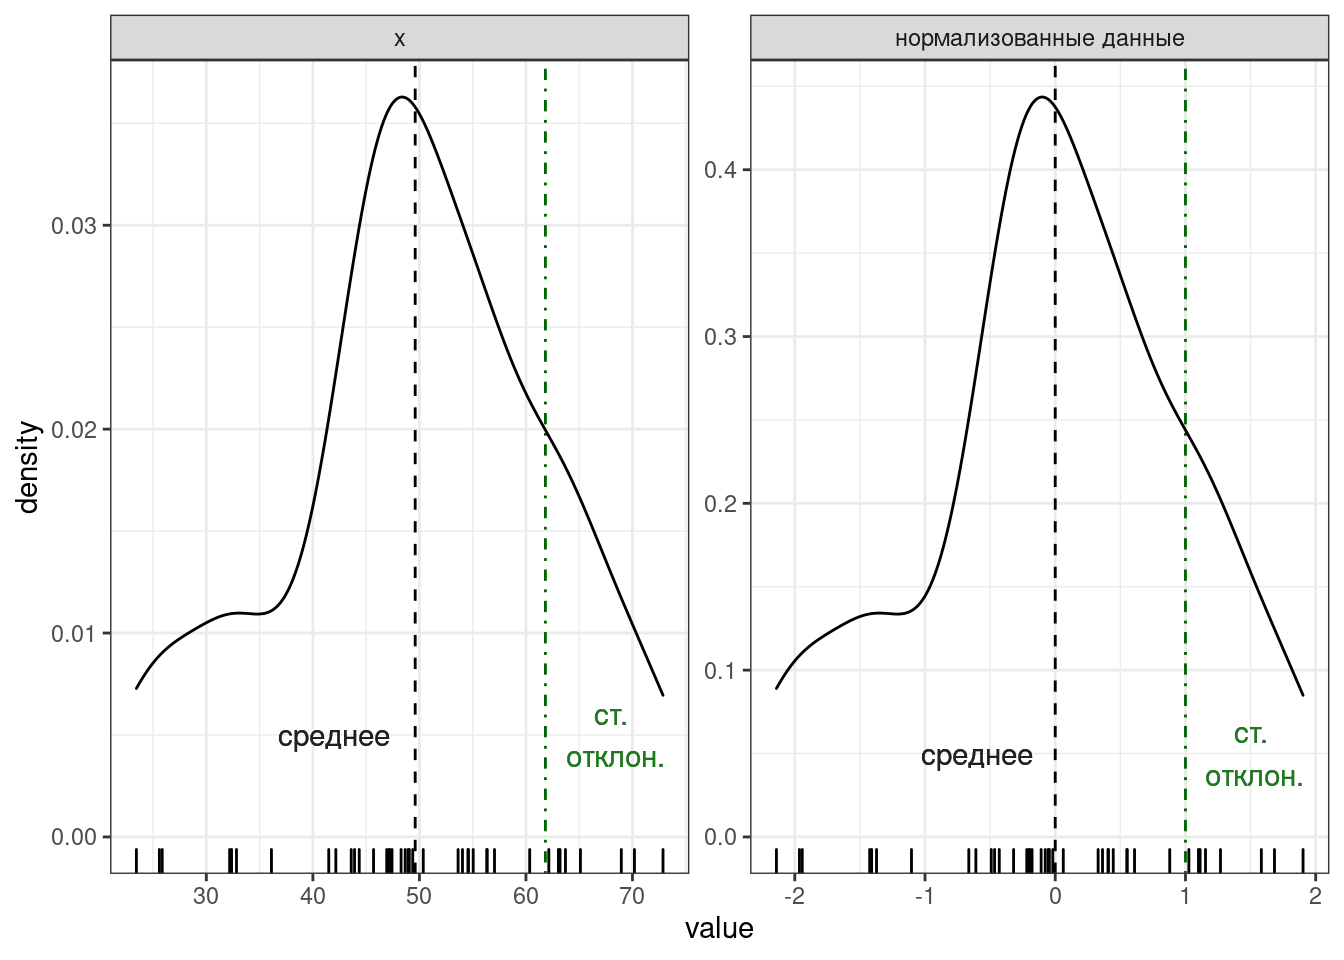 x
нормализованные данные
density
0.03
0.02
0.01
0.00
среднее
ст.
отклон.
30
40
50
60
70
0.4
0.3
0.2
0.1
0.0
среднее
ст.
отклон.
-2
-1
0
1
2
value